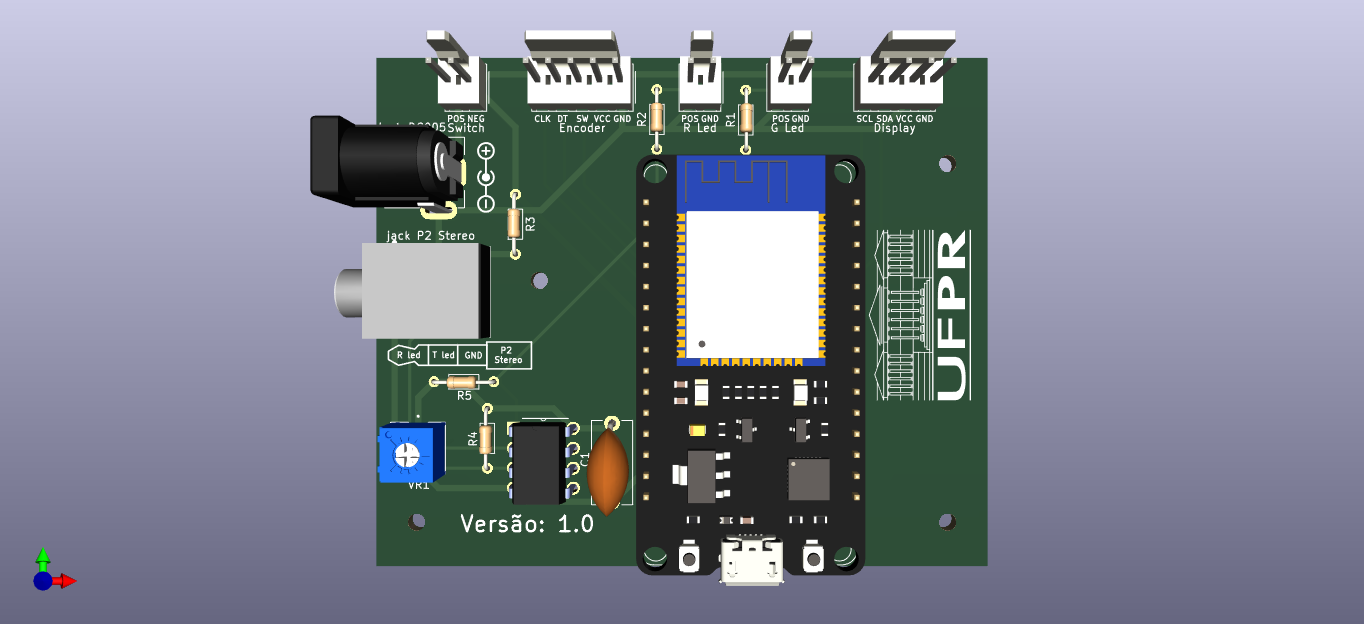 POS NEG
Switch
CLK DT SW VCC GND
Encoder
R2
POS GND
R Led
R1
POS GND
G Led
SCL SDA VCC GND
Display
R3
jack P2 Stereo
R led
T led
GND
P2
Stereo
R5
R4
C1
VR1
Versão: 1.0
UFPR